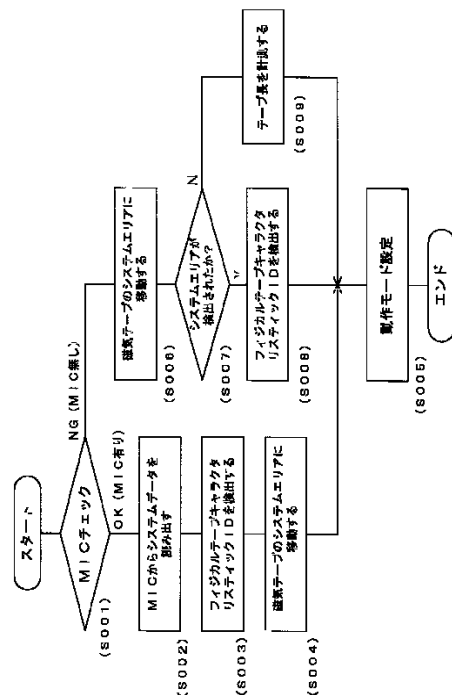 スタート
MICチェック
(S001)
NG (MIC無し)
OK (MIC有り)
MICからシステムデータを
読み出す
(S002)
フィジカルテープキャラクタ
リスティックIDを検出する
(S003)
磁気テープのシステムエリアに
移動する
(S004)
磁気テープのシステムエリアに
移動する
(S006)
システムエリアが
検出されたか?
(S007)
N
Y
フィジカルテープキャラクタ
リスティックIDを検出する
(S008)
テープ長を計測する
(S009)
動作モード設定
(S005)
エンド